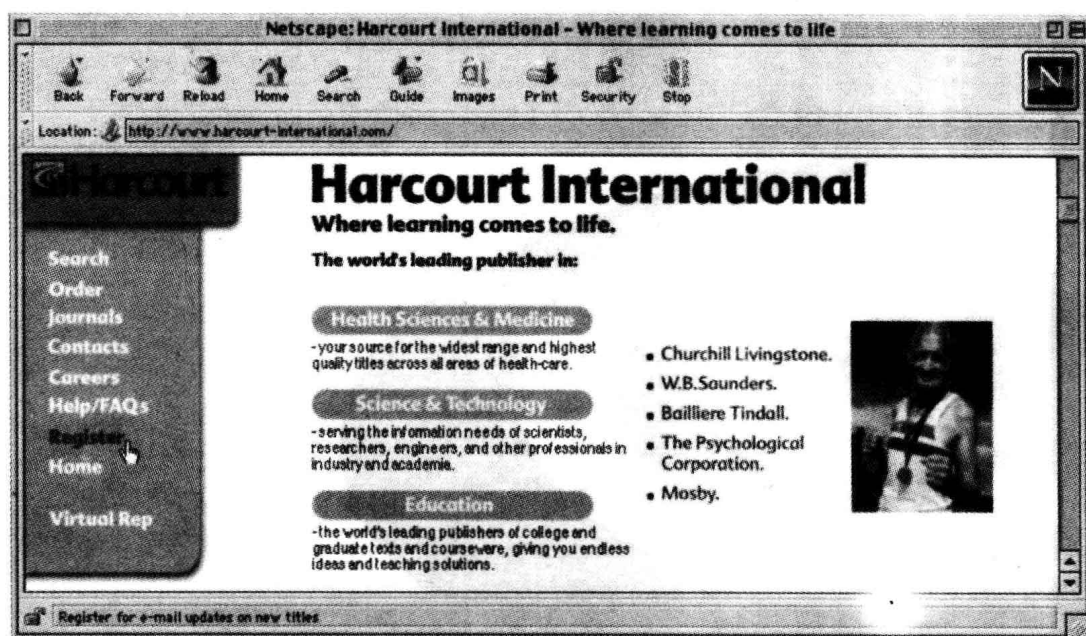 Netscape: Harcourt International - Where learning comes to life
Back Forward Reload Home Search Guide Images Print Security Stop
N
Location: http://www.harcourt-international.com/
Harcourt
Harcourt International
Where learning comes to life.
The world's leading publisher in:
Search
Order
Journals
Contacts
Careers
Help/FAQs
Register
Home
Virtual Rep
Health Sciences & Medicine
-your source for the widest range and highest
quality titles across all areas of health-care.
Science & Technology
-serving the information needs of scientists,
researchers, engineers, and other professionals in
industry and academia.
Education
-the world's leading publishers of college and
graduate texts and courseware, giving you endless
ideas and teaching solutions.
• Churchill Livingstone.
• W.B.Saunders.
• Bailliere Tindall.
• The Psychological
Corporation.
• Mosby.
Register for e-mail updates on new titles